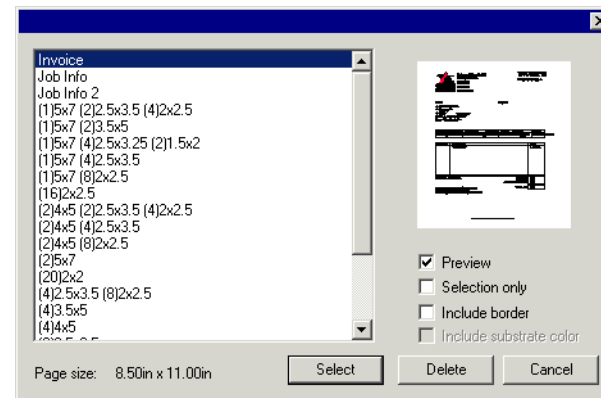 Invoice
Job Info
Job Info 2
(1)5x7 (2)2.5x3.5 (4)2x2.5
(1)5x7 (2)3.5x5
(1)5x7 (4)2.5x3.25 (2)1.5x2
(1)5x7 (4)2.5x3.5
(1)5x7 (8)2x2.5
(16)2x2.5
(2)4x5 (2)2.5x3.5 (4)2x2.5
(2)4x5 (4)2.5x3.5
(2)4x5 (8)2x2.5
(2)5x7
(20)2x2
(4)2.5x3.5 (8)2x2.5
(4)3.5x5
(4)4x5
Preview
Selection only
Include border
Include substrate color
Page size: 8.50in x 11.00in
Select
Delete
Cancel